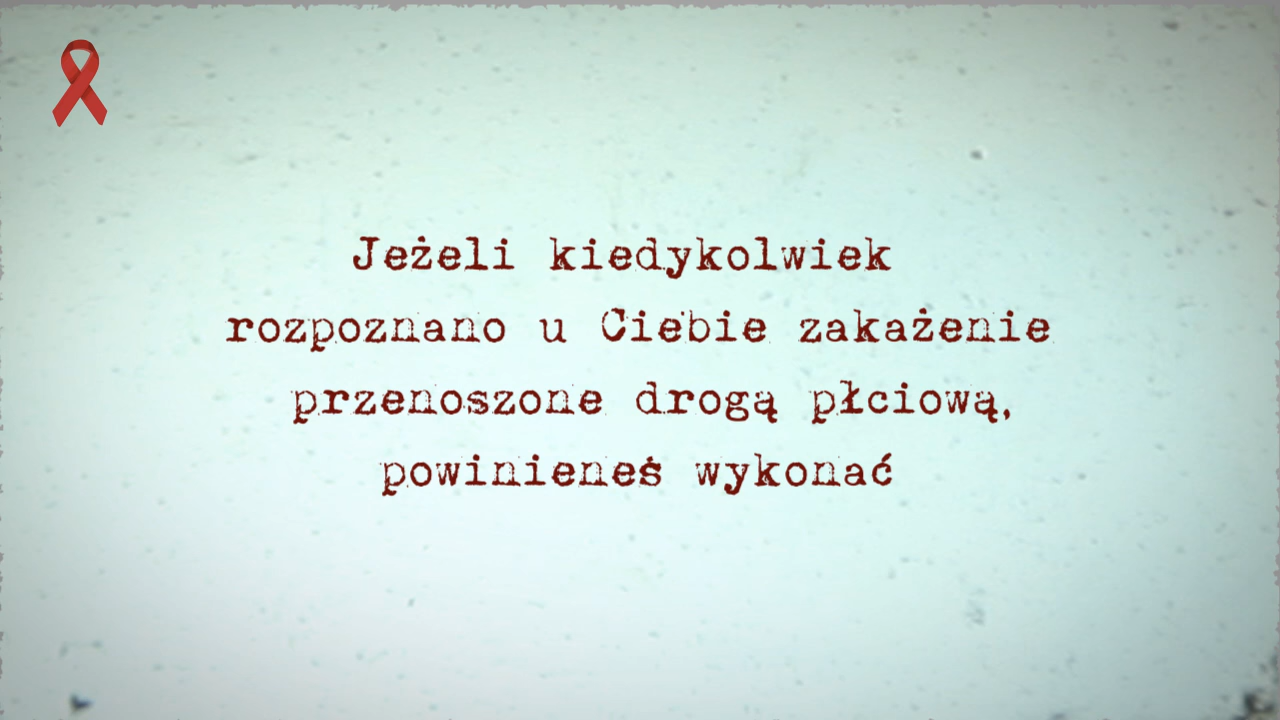 Jeżeli kiedykolwiek
rozpoznano u Ciebie zakażenie
przenoszone drogą płciową,
powinieneś wykonać